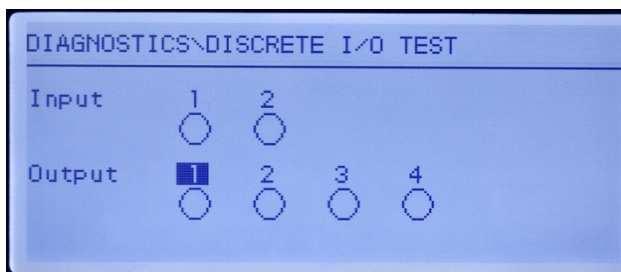 DIAGNOSTICS\DISCRETE I/O TEST
Input 1 2
Output 1 2 3 4